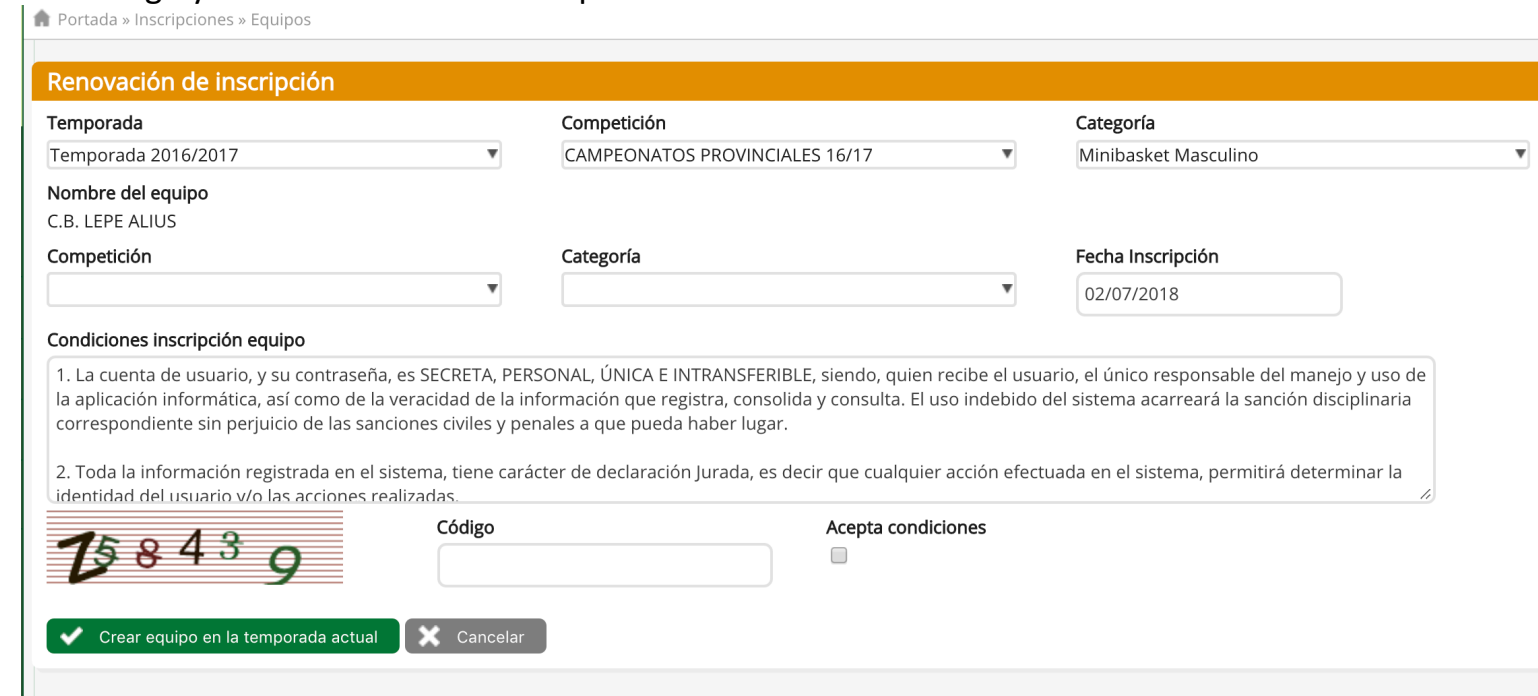 Portada » Inscripciones » Equipos
Renovación de inscripción
Temporada Competición Categoría
Temporada 2016/2017 CAMPEONATOS PROVINCIALES 16/17 Minibasket Masculino
Nombre del equipo
C.B. LEPE ALIUS
Competición Categoría Fecha Inscripción
02/07/2018
Condiciones inscripción equipo
1. La cuenta de usuario, y su contraseña, es SECRETA, PERSONAL, ÚNICA E INTRANSFERIBLE, siendo, quien recibe el usuario, el único responsable del manejo y uso de
la aplicación informática, así como de la veracidad de la información que registra, consolida y consulta. El uso indebido del sistema acarreará la sanción disciplinaria
correspondiente sin perjuicio de las sanciones civiles y penales a que pueda haber lugar.
2. Toda la información registrada en el sistema, tiene carácter de declaración Jurada, es decir que cualquier acción efectuada en el sistema, permitirá determinar la
identidad del usuario y/o las acciones realizadas.
Código Acepta condiciones
Crear equipo en la temporada actual Cancelar